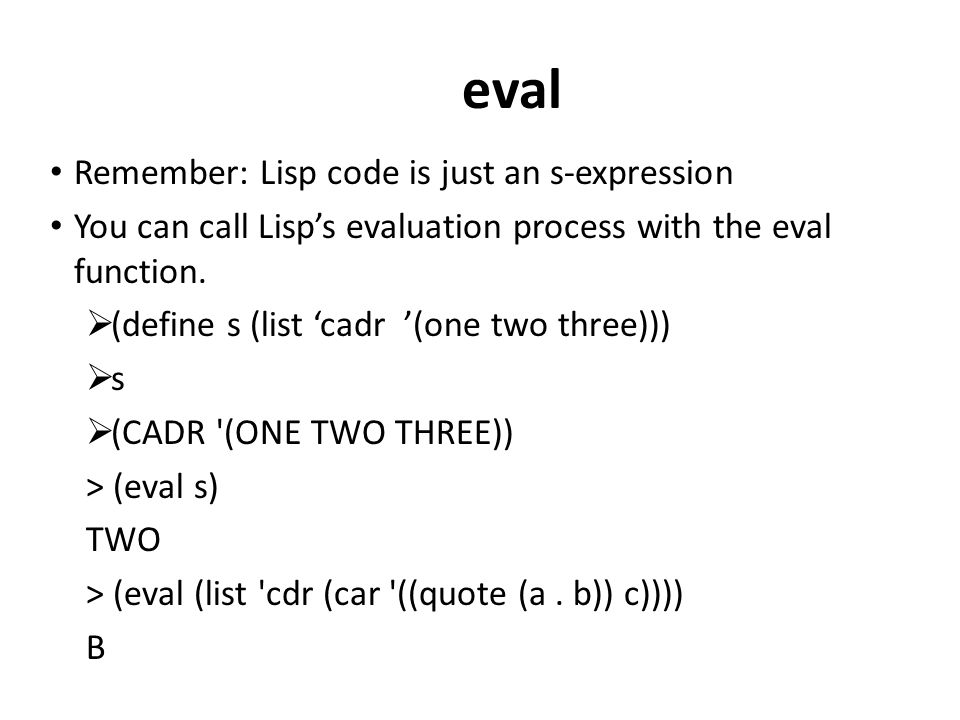 eval
• Remember: Lisp code is just an s-expression
• You can call Lisp’s evaluation process with the eval
function.
➢(define s (list ‘cadr ’(one two three)))
➢s
➢(CADR '(ONE TWO THREE))
> (eval s)
TWO
> (eval (list 'cdr (car '((quote (a . b)) c))))
B